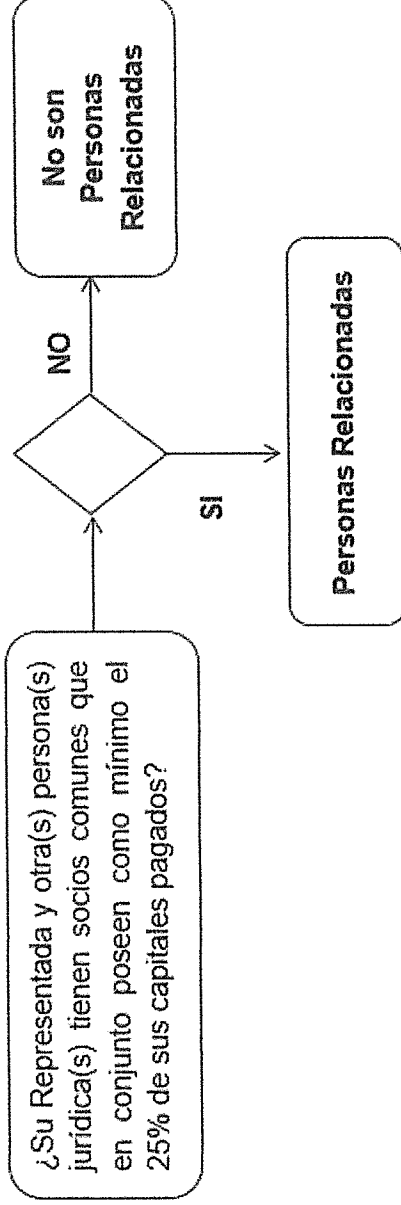 ¿Su Representada y otra(s) persona(s)
jurídica(s) tienen socios comunes que
en conjunto poseen como mínimo el
25% de sus capitales pagados?
NO
No son
Personas
Relacionadas
SI
Personas Relacionadas